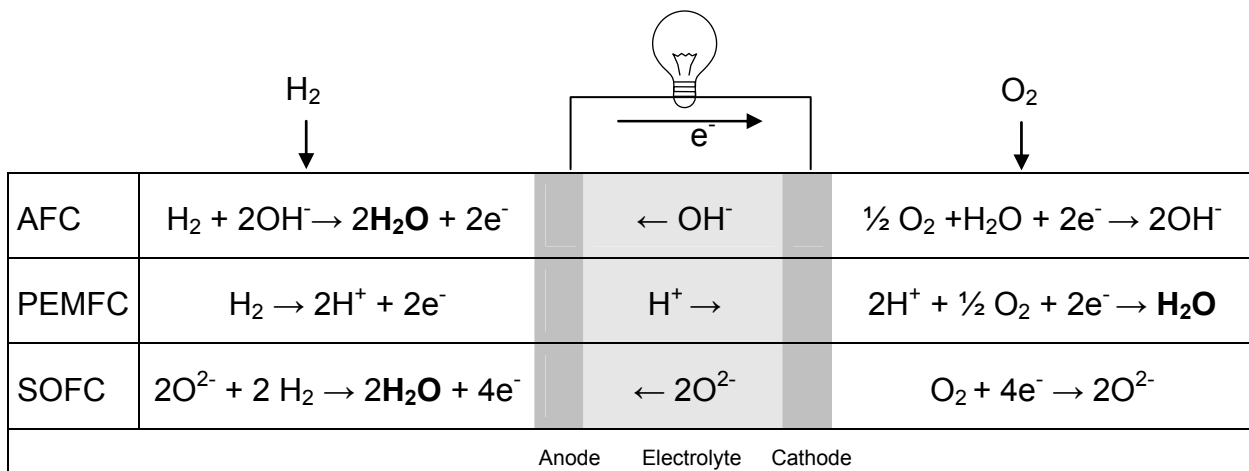 H₂ O₂
e⁻
AFC H₂ + 2OH⁻→ 2H₂O + 2e⁻ ← OH⁻ ½ O₂ +H₂O + 2e⁻ → 2OH⁻
PEMFC H₂ → 2H⁺ + 2e⁻ H⁺ → 2H⁺ + ½ O₂ + 2e⁻ → H₂O
SOFC 2O²⁻ + 2 H₂ → 2H₂O + 4e⁻ ← 2O²⁻ O₂ + 4e⁻ → 2O²⁻
Anode Electrolyte Cathode